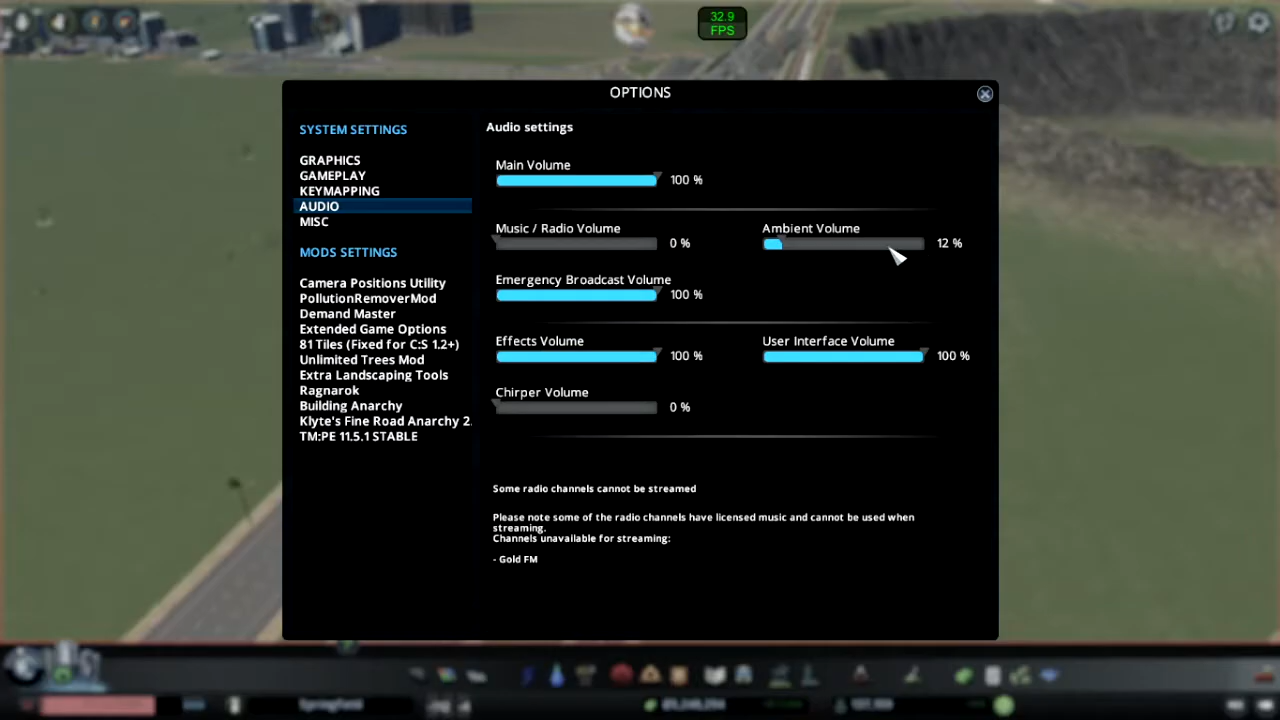 32.9
FPS
OPTIONS
SYSTEM SETTINGS
GRAPHICS
GAMEPLAY
KEYMAPPING
AUDIO
MISC
MODS SETTINGS
Camera Positions Utility
PollutionRemoverMod
Demand Master
Extended Game Options
81 Tiles (Fixed for C:S 1.2+)
Unlimited Trees Mod
Extra Landscaping Tools
Ragnarok
Building Anarchy
Klyte's Fine Road Anarchy 2.
TM:PE 11.5.1 STABLE
Audio settings
Main Volume
100 %
Music / Radio Volume
0 %
Ambient Volume
12 %
Emergency Broadcast Volume
100 %
Effects Volume
100 %
User Interface Volume
100 %
Chirper Volume
0 %
Some radio channels cannot be streamed
Please note some of the radio channels have licensed music and cannot be used when
streaming.
Channels unavailable for streaming:
- Gold FM
Springfield